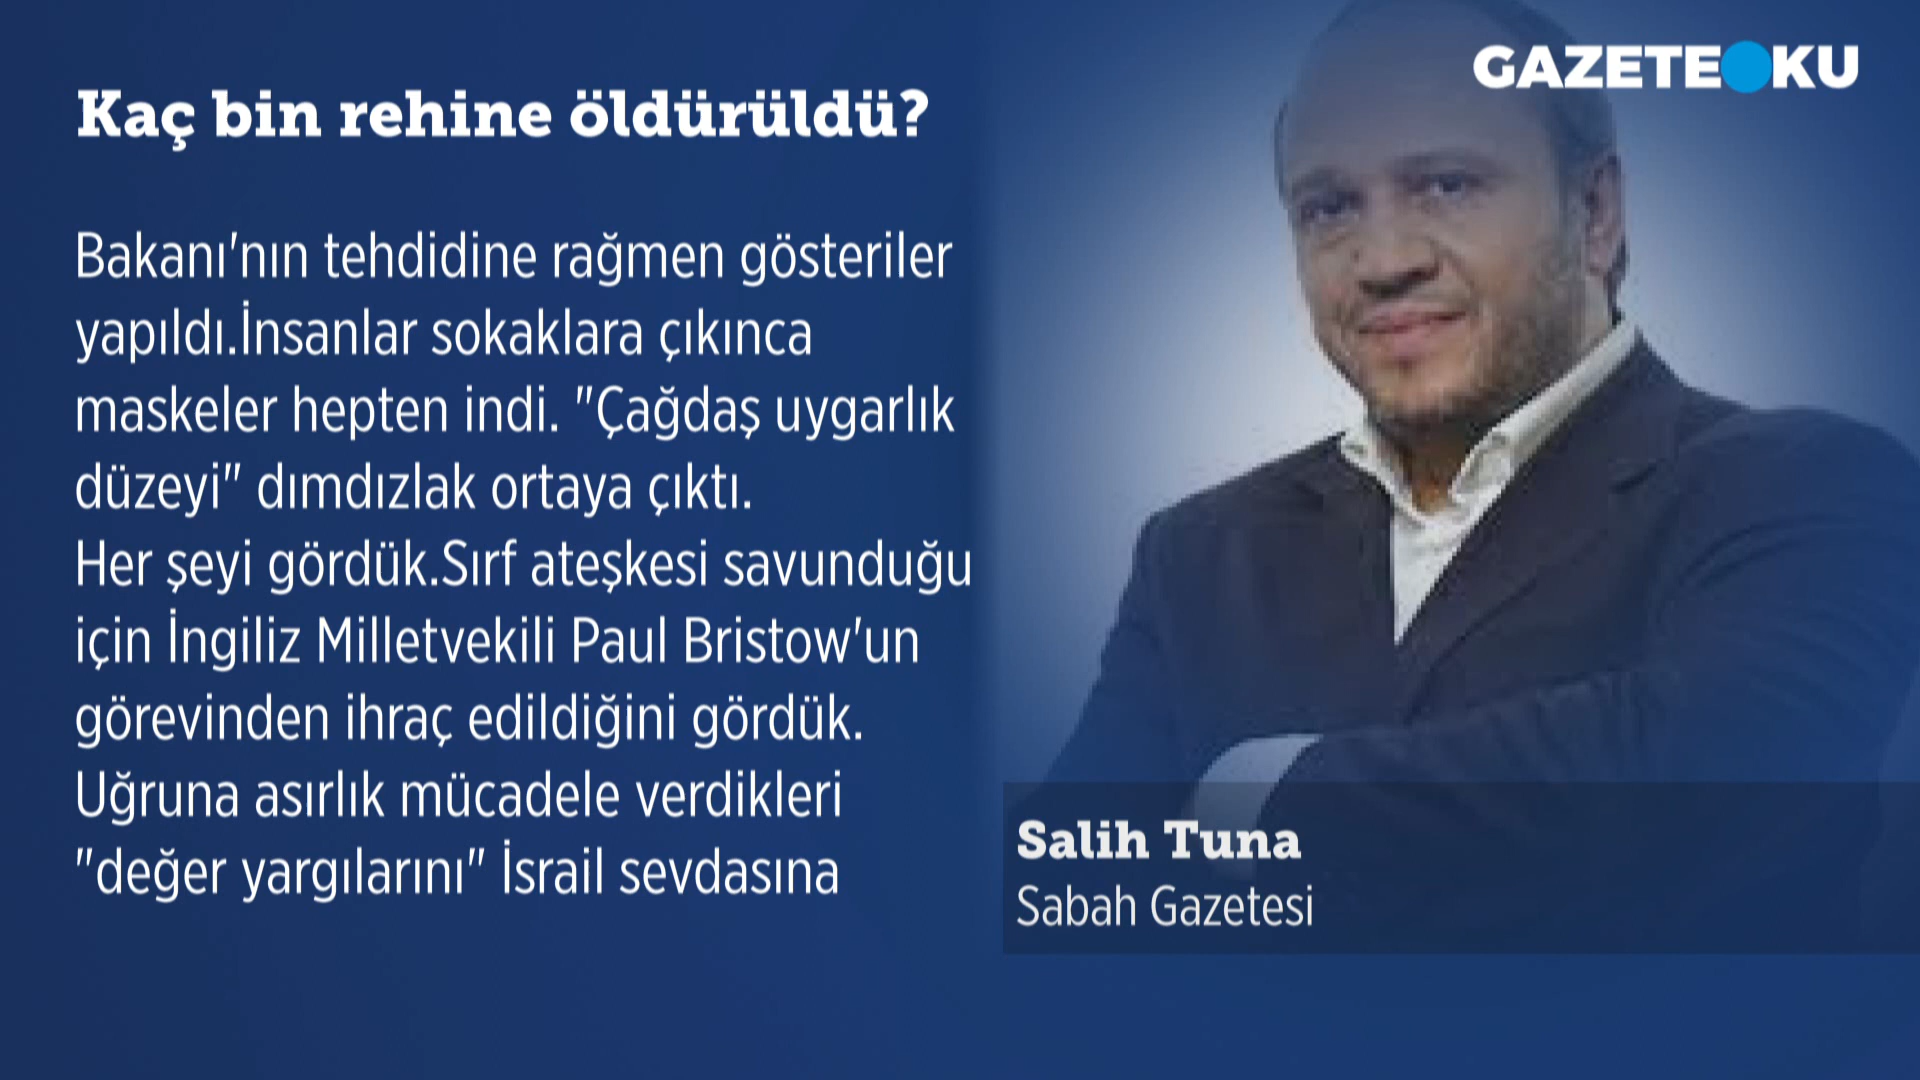 GAZETE KU
Kaç bin rehine öldürüldü?
Bakanı'nın tehdidine rağmen gösteriler
yapıldı.İnsanlar sokaklara çıkınca
maskeler hepten indi. "Çağdaş uygarlık
düzeyi" dımdızlak ortaya çıktı.
Her şeyi gördük.Sırf ateşkesi savunduğu
için İngiliz Milletvekili Paul Bristow'un
görevinden ihraç edildiğini gördük.
Uğruna asırlık mücadele verdikleri
"değer yargılarını" İsrail sevdasına
Salih Tuna
Sabah Gazetesi